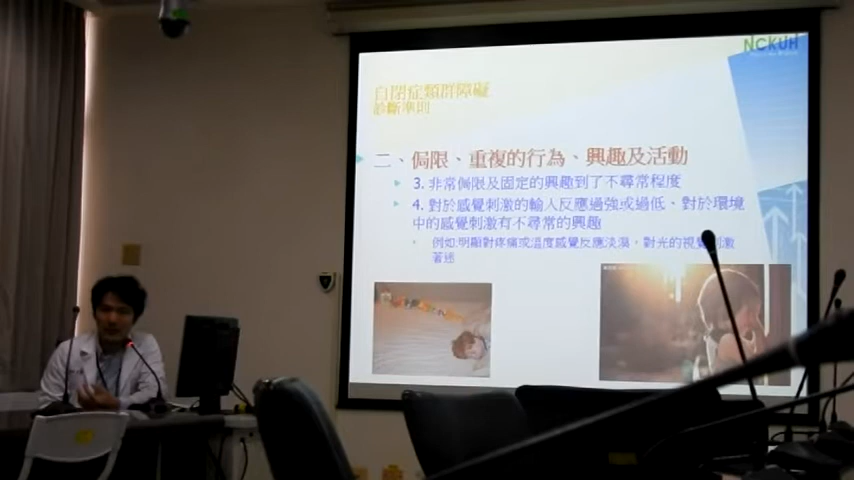 NCKUH
自閉症類群障礙
診斷準則
二、侷限、重複的行為、興趣及活動
3. 非常侷限及固定的興趣到了不尋常程度
4. 對於感覺刺激的輸入反應過強或過低、對於環境
中的感覺刺激有不尋常的興趣
例如:明顯對疼痛或溫度感覺反應淡漠，對光的視覺刺激
著迷